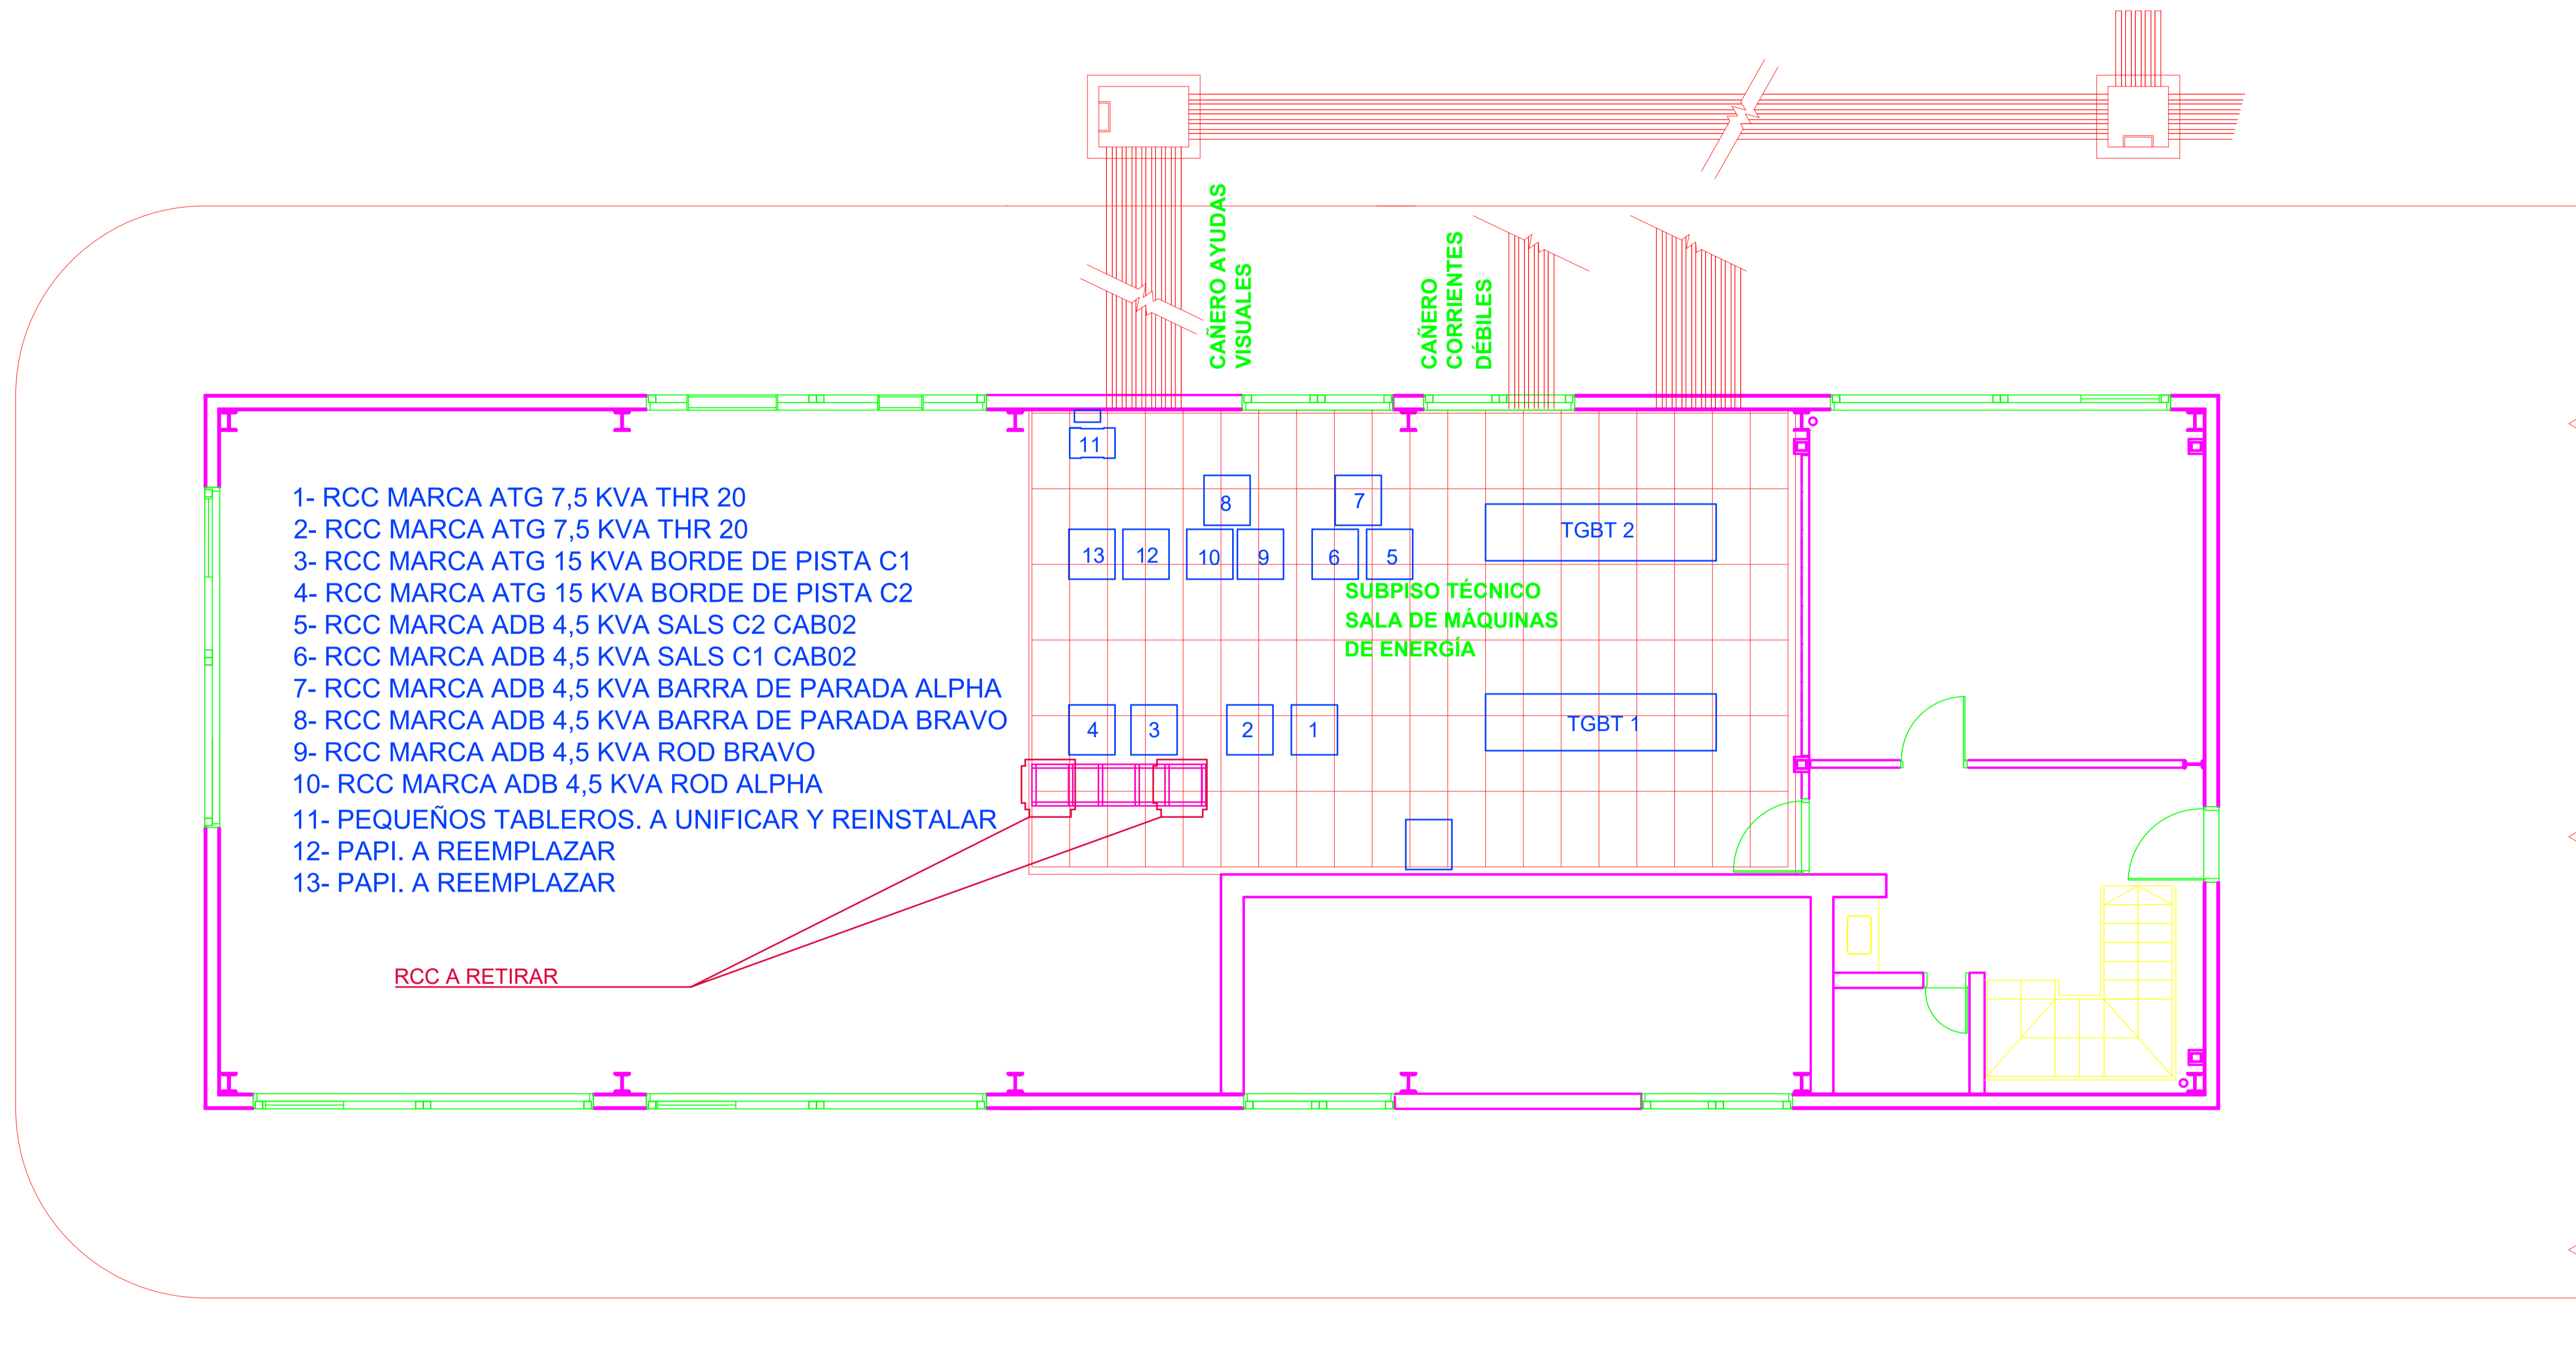 CAÑERO AYUDAS
VISUALES
CAÑERO
CORRIENTES
DÉBILES
1- RCC MARCA ATG 7,5 KVA THR 20
2- RCC MARCA ATG 7,5 KVA THR 20
3- RCC MARCA ATG 15 KVA BORDE DE PISTA C1
4- RCC MARCA ATG 15 KVA BORDE DE PISTA C2
5- RCC MARCA ADB 4,5 KVA SALS C2 CAB02
6- RCC MARCA ADB 4,5 KVA SALS C1 CAB02
7- RCC MARCA ADB 4,5 KVA BARRA DE PARADA ALPHA
8- RCC MARCA ADB 4,5 KVA BARRA DE PARADA BRAVO
9- RCC MARCA ADB 4,5 KVA ROD BRAVO
10- RCC MARCA ADB 4,5 KVA ROD ALPHA
11- PEQUEÑOS TABLEROS. A UNIFICAR Y REINSTALAR
12- PAPI. A REEMPLAZAR
13- PAPI. A REEMPLAZAR
RCC A RETIRAR
11
8
7
13
12
10
9
6
5
TGBT 2
SUBPISO TÉCNICO
SALA DE MÁQUINAS
DE ENERGÍA
4
3
2
1
TGBT 1